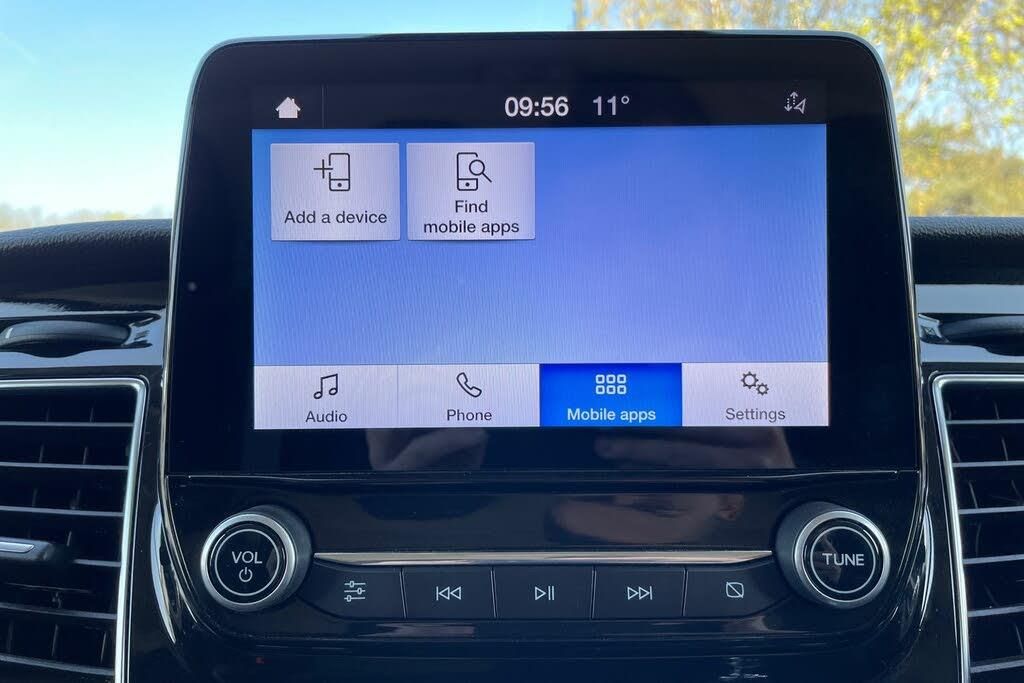 09:56 11°
Add a device
Find
mobile apps
Audio
Phone
Mobile apps
Settings
VOL
TUNE